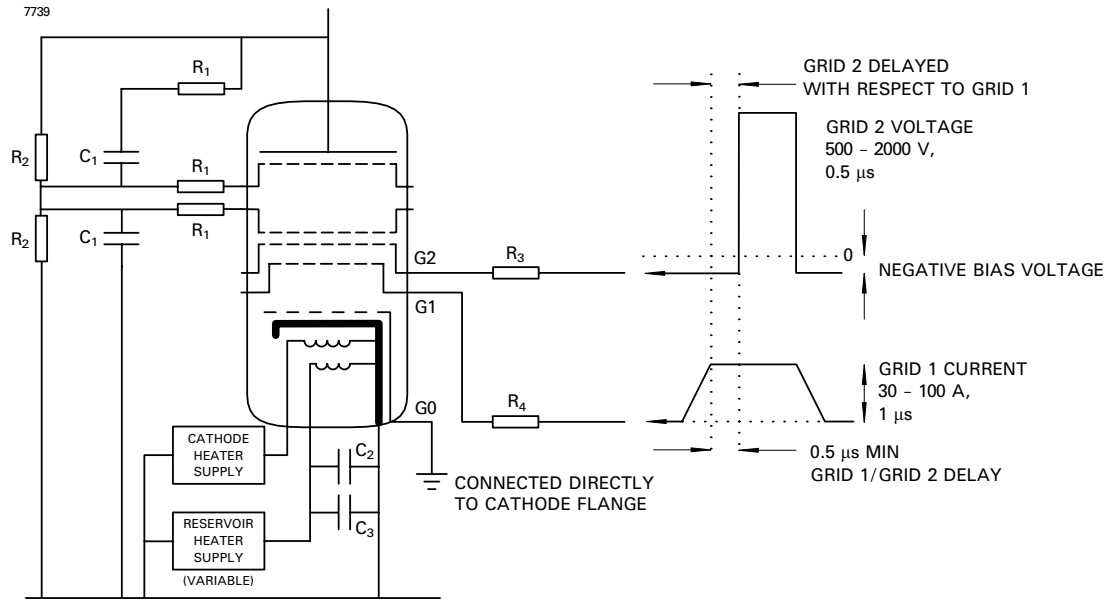 7739
R1
R2
C1
R1
R2
C1
R1
G2
G1
G0
R3
R4
CATHODE
HEATER
SUPPLY
RESERVOIR
HEATER
SUPPLY
(VARIABLE)
C2
C3
CONNECTED DIRECTLY
TO CATHODE FLANGE
GRID 2 DELAYED
WITH RESPECT TO GRID 1
GRID 2 VOLTAGE
500 – 2000 V,
0.5 μs
0
NEGATIVE BIAS VOLTAGE
GRID 1 CURRENT
30 – 100 A,
1 μs
0.5 μs MIN
GRID 1/GRID 2 DELAY